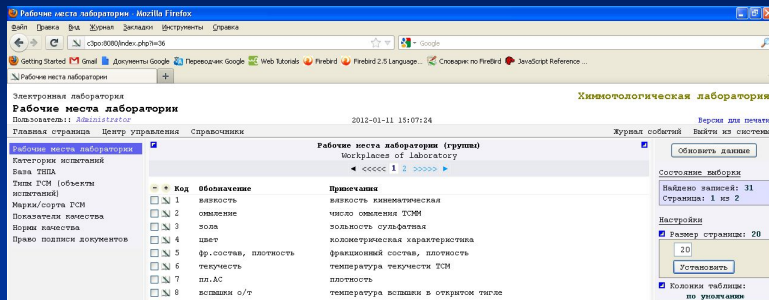 Рабочие места лаборатории - Mozilla Firefox
Файл Правка Вид Журнал Закладки Инструменты Справка
c3po:8080/index.php?i=36
Google
Getting Started Gmail Документы Google Переводчик Google Web Tutorials Firebird Firebird 2.5 Language... Словарик по FireBird JavaScript Reference ...
Рабочие места лаборатории
Электронная лаборатория
Химмотологическая лаборатория
Рабочие места лаборатории
Пользователь:: Administrator 2012-01-11 15:07:24 Версия для печати
Главная страница Центр управления Справочники Журнал событий Выйти из системы
Рабочие места лаборатории
Категории испытаний
База ТНПА
Типы ГСМ (объекты испытаний)
Марки/сорта ГСМ
Показатели качества
Нормы качества
Право подписи документов
Рабочие места лаборатории (группы)
Workplaces of laboratory
◄ <<<<< 1 2 >>>>> ►
- + Код Обозначение Примечания
1 вязкость вязкость кинематическая
2 омыление число омыления ТСММ
3 зола зольность сульфатная
4 цвет колометрическая характеристика
5 фр.состав, плотность фракционный состав, плотность
6 текучесть температура текучести ТСМ
7 пл.АС плотность
8 вспышки о/т температура вспышки в открытом тигле
Обновить данные
Состояние выборки
Найдено записей: 31
Страница: 1 из 2
Настройки
Размер страницы: 20
20
Установить
Колонки таблицы:
по умолчанию